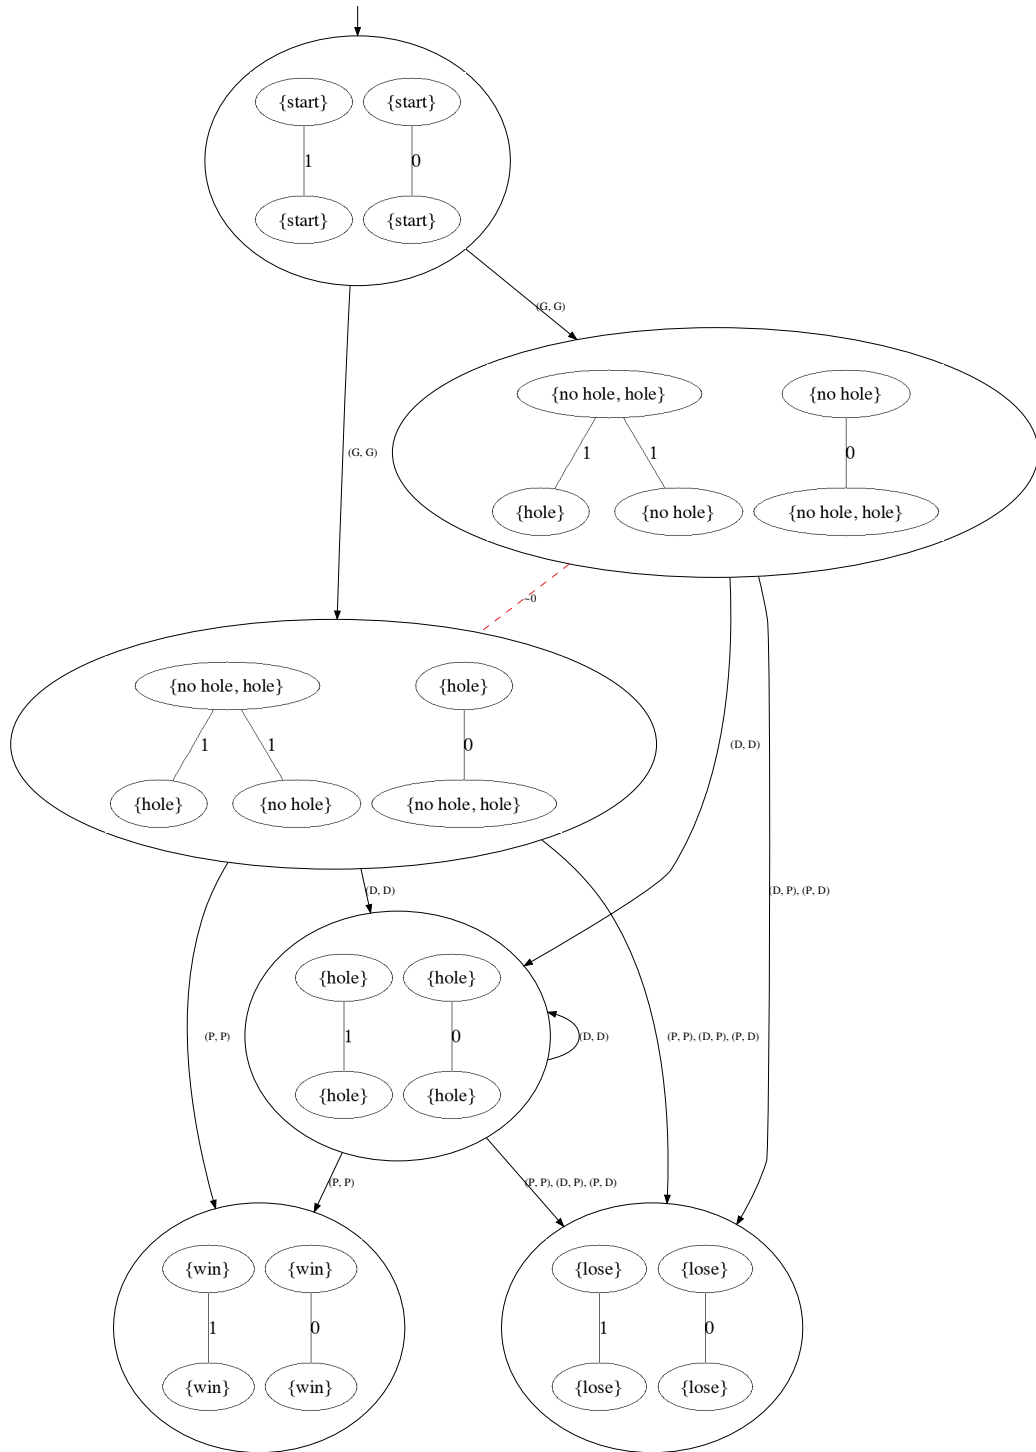 {start} {start}
1 0
{start} {start}
(G, G)
{no hole, hole} {no hole}
(G, G) 1 1 0
{hole} {no hole} {no hole, hole}
~0
{no hole, hole} {hole}
1 1 0 (D, D)
{hole} {no hole} {no hole, hole}
(D, D) (D, P), (P, D)
{hole} {hole}
(P, P) 1 0 (D, D) (P, P), (D, P), (P, D)
{hole} {hole}
(P, P) (P, P), (D, P), (P, D)
{win} {win} {lose} {lose}
1 0 1 0
{win} {win} {lose} {lose}